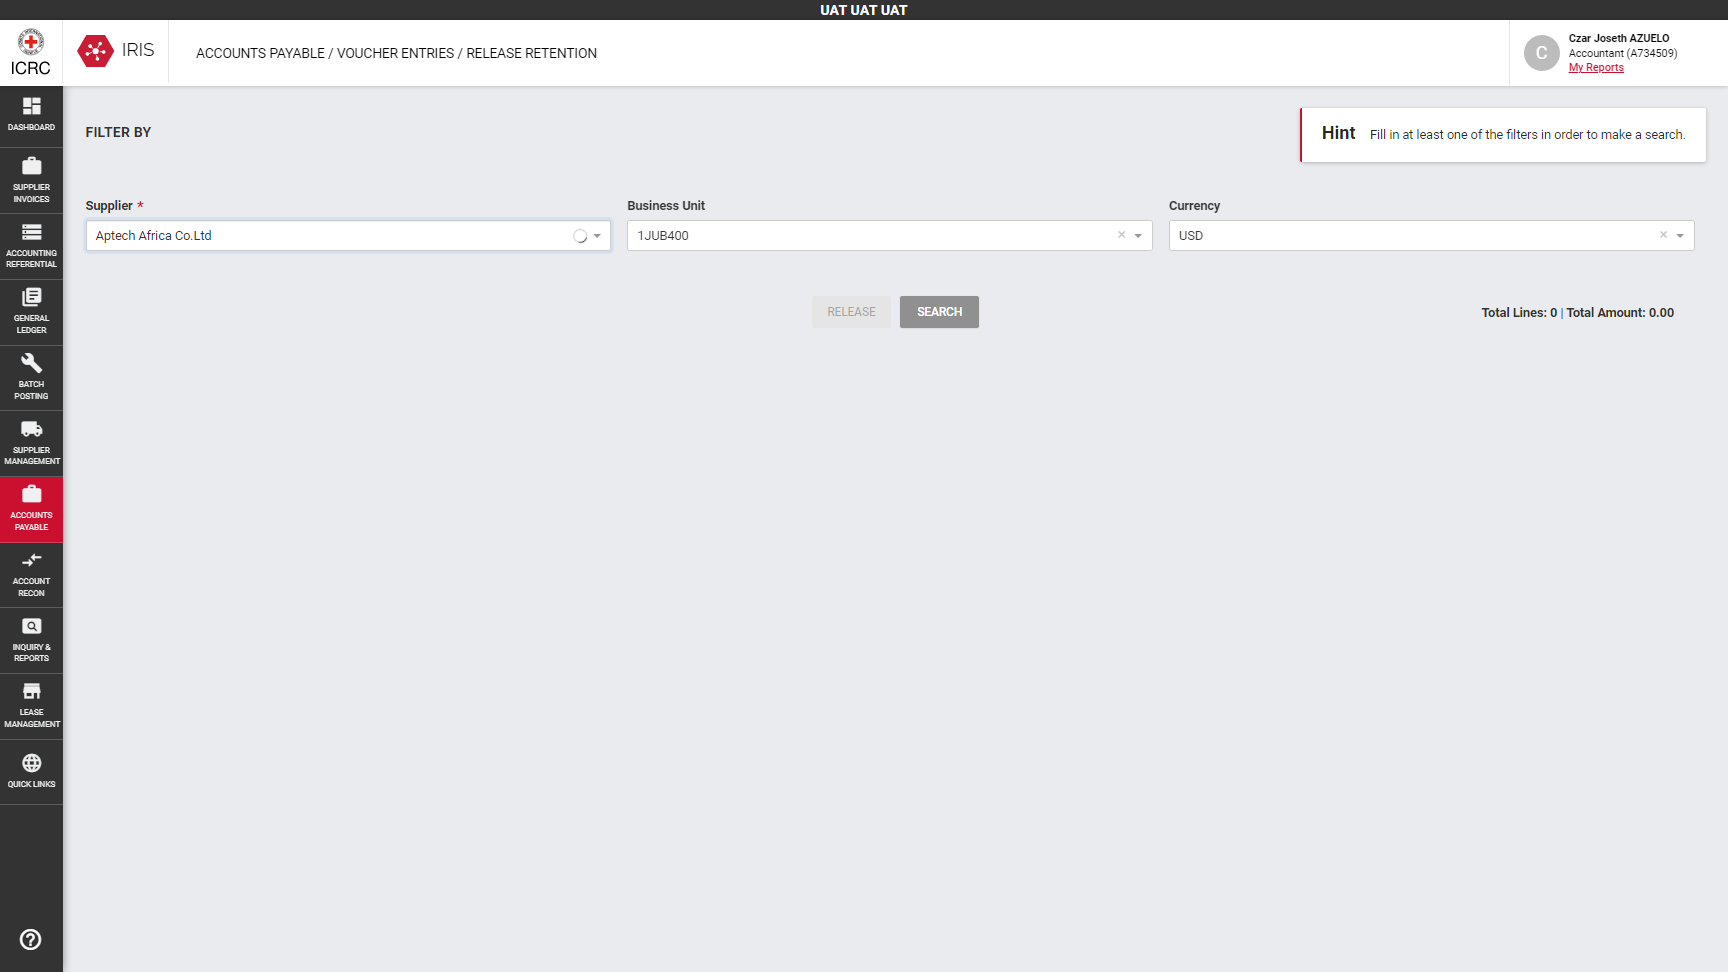 UAT UAT UAT
ICRC
IRIS
ACCOUNTS PAYABLE / VOUCHER ENTRIES / RELEASE RETENTION
C
Czar Joseth AZUELO
Accountant (A734509)
My Reports
DASHBOARD
SUPPLIER
INVOICES
ACCOUNTING
REFERENTIAL
GENERAL
LEDGER
BATCH
POSTING
SUPPLIER
MANAGEMENT
ACCOUNTS
PAYABLE
ACCOUNT
RECON
INQUIRY &
REPORTS
LEASE
MANAGEMENT
QUICK LINKS
FILTER BY
Hint Fill in at least one of the filters in order to make a search.
Supplier *
Aptech Africa Co.Ltd
Business Unit
1JUB400
Currency
USD
RELEASE
SEARCH
Total Lines: 0 | Total Amount: 0.00